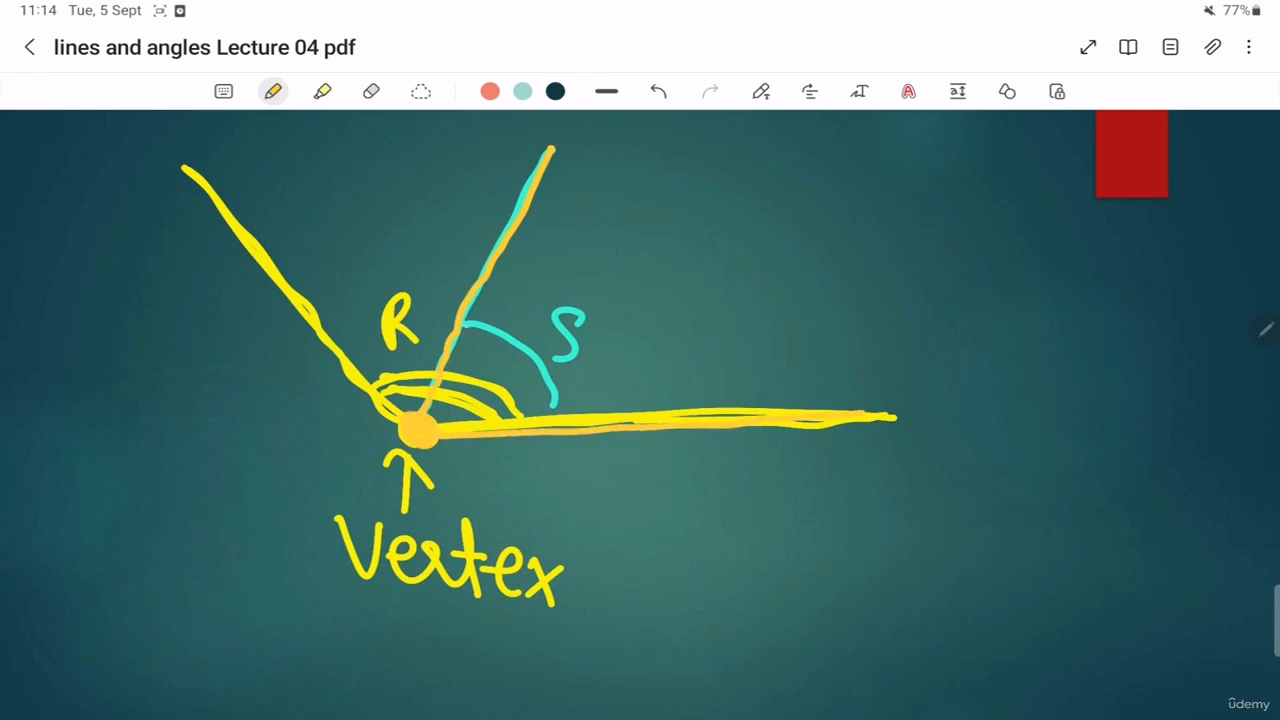 11:14 Tue, 5 Sept 77%
lines and angles Lecture 04 pdf
R
S
Vertex
ûdemy